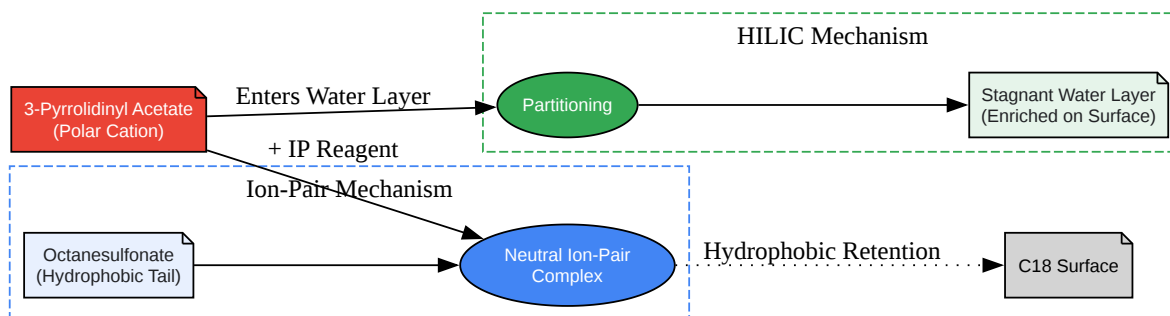 HILIC Mechanism
3-Pyrrolidinyl Acetate
(Polar Cation)
Enters Water Layer
Partitioning
Stagnant Water Layer
(Enriched on Surface)
+ IP Reagent
Ion-Pair Mechanism
Octanesulfonate
(Hydrophobic Tail)
Neutral Ion-Pair
Complex
Hydrophobic Retention
C18 Surface